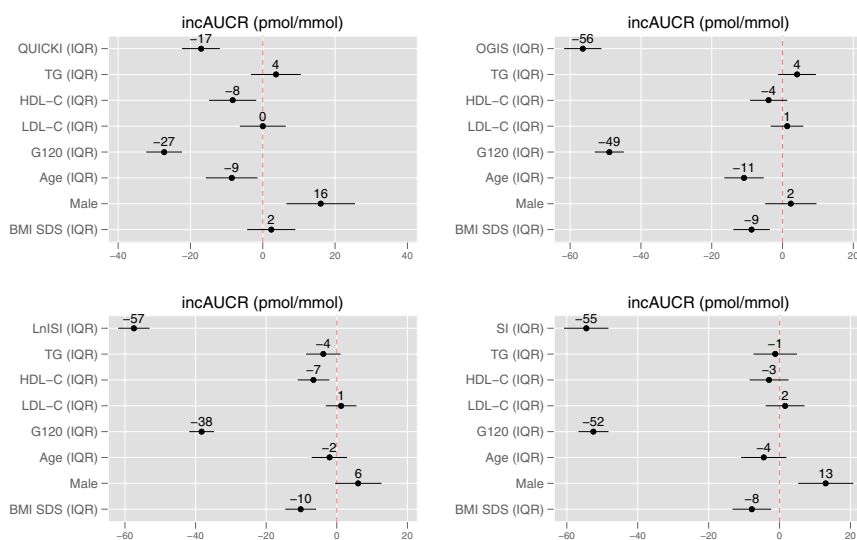 incAUCR (pmol/mmol)
QUICKI (IQR)
−17
TG (IQR)
4
HDL−C (IQR)
−8
LDL−C (IQR)
0
G120 (IQR)
−27
Age (IQR)
−9
Male
16
BMI SDS (IQR)
2
−40 −20 0 20 40
incAUCR (pmol/mmol)
OGIS (IQR)
−56
TG (IQR)
4
HDL−C (IQR)
−4
LDL−C (IQR)
1
G120 (IQR)
−49
Age (IQR)
−11
Male
2
BMI SDS (IQR)
−9
−60 −40 −20 0 20
incAUCR (pmol/mmol)
LnISI (IQR)
−57
TG (IQR)
−4
HDL−C (IQR)
−7
LDL−C (IQR)
1
G120 (IQR)
−38
Age (IQR)
−2
Male
6
BMI SDS (IQR)
−10
−60 −40 −20 0 20
incAUCR (pmol/mmol)
SI (IQR)
−55
TG (IQR)
−1
HDL−C (IQR)
−3
LDL−C (IQR)
2
G120 (IQR)
−52
Age (IQR)
−4
Male
13
BMI SDS (IQR)
−8
−60 −40 −20 0 20